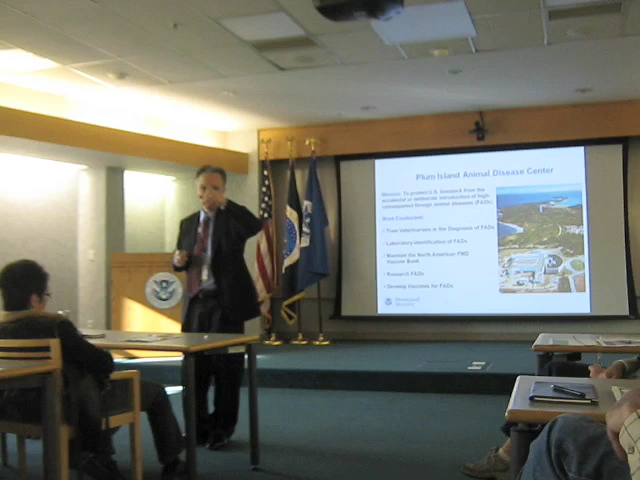 Plum Island Animal Disease Center
Mission: To protect U.S. livestock from the
accidental or deliberate introduction of high-
consequence foreign animal diseases (FADs).
Work Conducted:
Train Veterinarians in the Diagnosis of FADs
Laboratory identification of FADs
Maintain the North American FMD
Vaccine Bank
Research FADs
Develop Vaccines for FADs
Homeland
Security